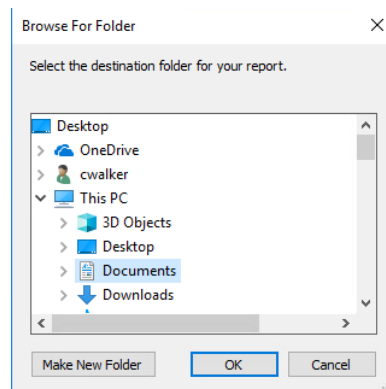 Browse For Folder
Select the destination folder for your report.
Desktop
OneDrive
cwalker
This PC
3D Objects
Desktop
Documents
Downloads
Make New Folder
OK
Cancel